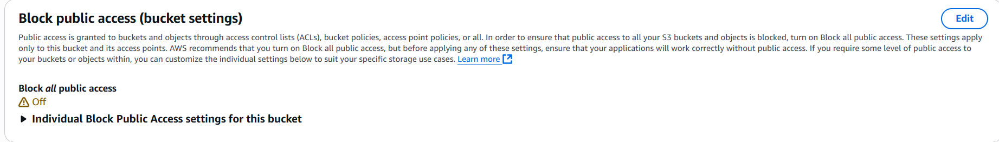 Block public access (bucket settings)
Edit
Public access is granted to buckets and objects through access control lists (ACLs), bucket policies, access point policies, or all. In order to ensure that public access to all your S3 buckets and objects is blocked, turn on Block all public access. These settings apply
only to this bucket and its access points. AWS recommends that you turn on Block all public access, but before applying any of these settings, ensure that your applications will work correctly without public access. If you require some level of public access to
your buckets or objects within, you can customize the individual settings below to suit your specific storage use cases. Learn more
Block all public access
Off
Individual Block Public Access settings for this bucket